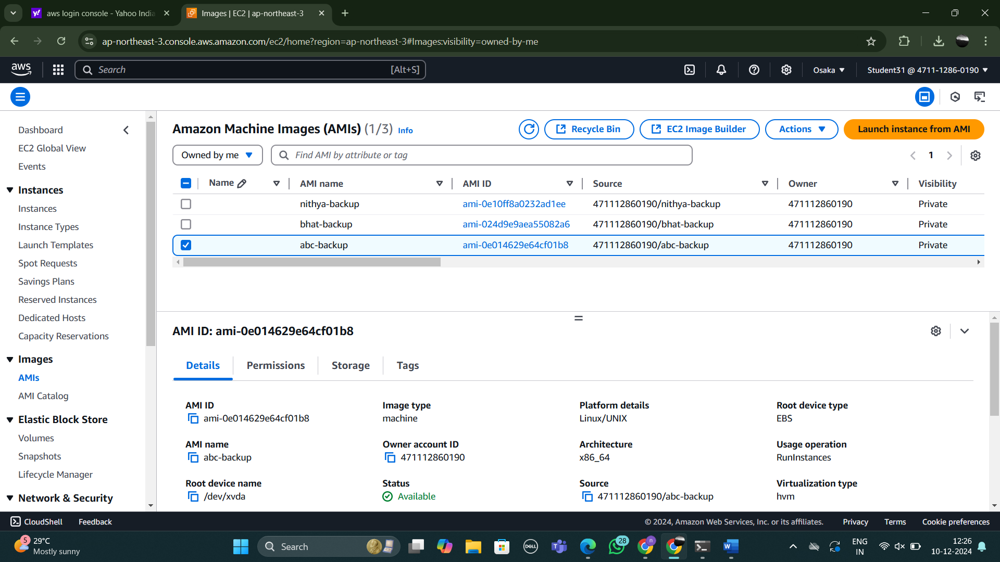 aws login console - Yahoo India
Images | EC2 | ap-northeast-3
ap-northeast-3.console.aws.amazon.com/ec2/home?region=ap-northeast-3#Images:visibility=owned-by-me
aws
Search
[Alt+S]
Osaka
Student31 @ 4711-1286-0190
Dashboard
EC2 Global View
Events
Instances
Instances
Instance Types
Launch Templates
Spot Requests
Savings Plans
Reserved Instances
Dedicated Hosts
Capacity Reservations
Images
AMIs
AMI Catalog
Elastic Block Store
Volumes
Snapshots
Lifecycle Manager
Network & Security
Amazon Machine Images (AMIs) (1/3) Info
Recycle Bin
EC2 Image Builder
Actions
Launch instance from AMI
Owned by me
Find AMI by attribute or tag
1
Name AMI name AMI ID Source Owner Visibility
nithya-backup ami-0e10ff8a0232ad1ee 471112860190/nithya-backup 471112860190 Private
bhat-backup ami-024d9e9aea55082a6 471112860190/bhat-backup 471112860190 Private
abc-backup ami-0e014629e64cf01b8 471112860190/abc-backup 471112860190 Private
AMI ID: ami-0e014629e64cf01b8
Details Permissions Storage Tags
AMI ID Image type Platform details Root device type
ami-0e014629e64cf01b8 machine Linux/UNIX EBS
AMI name Owner account ID Architecture Usage operation
abc-backup 471112860190 x86_64 RunInstances
Root device name Status Source Virtualization type
/dev/xvda Available 471112860190/abc-backup hvm
CloudShell Feedback © 2024, Amazon Web Services, Inc. or its affiliates. Privacy Terms Cookie preferences
5
29°C
Mostly sunny
Search
DELL
28
n
ENG
IN
12:26
10-12-2024